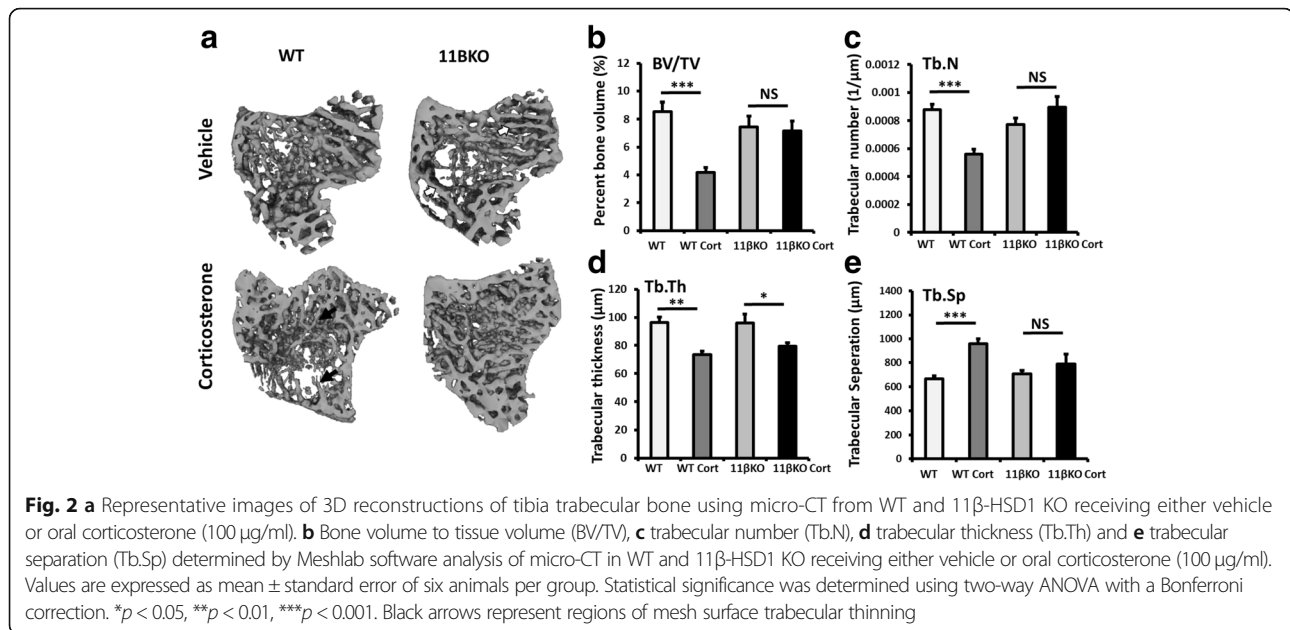 a
WT
11BKO
Vehicle
Corticosterone
b
BV/TV
Percent bone volume (%)
12
10
8
6
4
2
0
***
NS
WT
WT Cort
11βKO
11βKO Cort
c
Tb.N
Trabecular number (1/µm)
0.0012
0.001
0.0008
0.0006
0.0004
0.0002
0
***
NS
WT
WT Cort
11βKO
11βKO Cort
d
Tb.Th
Trabecular thickness (µm)
120
100
80
60
40
20
0
**
*
WT
WT Cort
11βKO
11βKO Cort
e
Tb.Sp
Trabecular Seperation (µm)
1400
1200
1000
800
600
400
200
0
***
NS
WT
WT Cort
11βKO
11βKO Cort
Fig. 2 a Representative images of 3D reconstructions of tibia trabecular bone using micro-CT from WT and 11β-HSD1 KO receiving either vehicle
or oral corticosterone (100 µg/ml). b Bone volume to tissue volume (BV/TV), c trabecular number (Tb.N), d trabecular thickness (Tb.Th) and e trabecular
separation (Tb.Sp) determined by Meshlab software analysis of micro-CT in WT and 11β-HSD1 KO receiving either vehicle or oral corticosterone (100 µg/ml).
Values are expressed as mean ± standard error of six animals per group. Statistical significance was determined using two-way ANOVA with a Bonferroni
correction. *p < 0.05, **p < 0.01, ***p < 0.001. Black arrows represent regions of mesh surface trabecular thinning